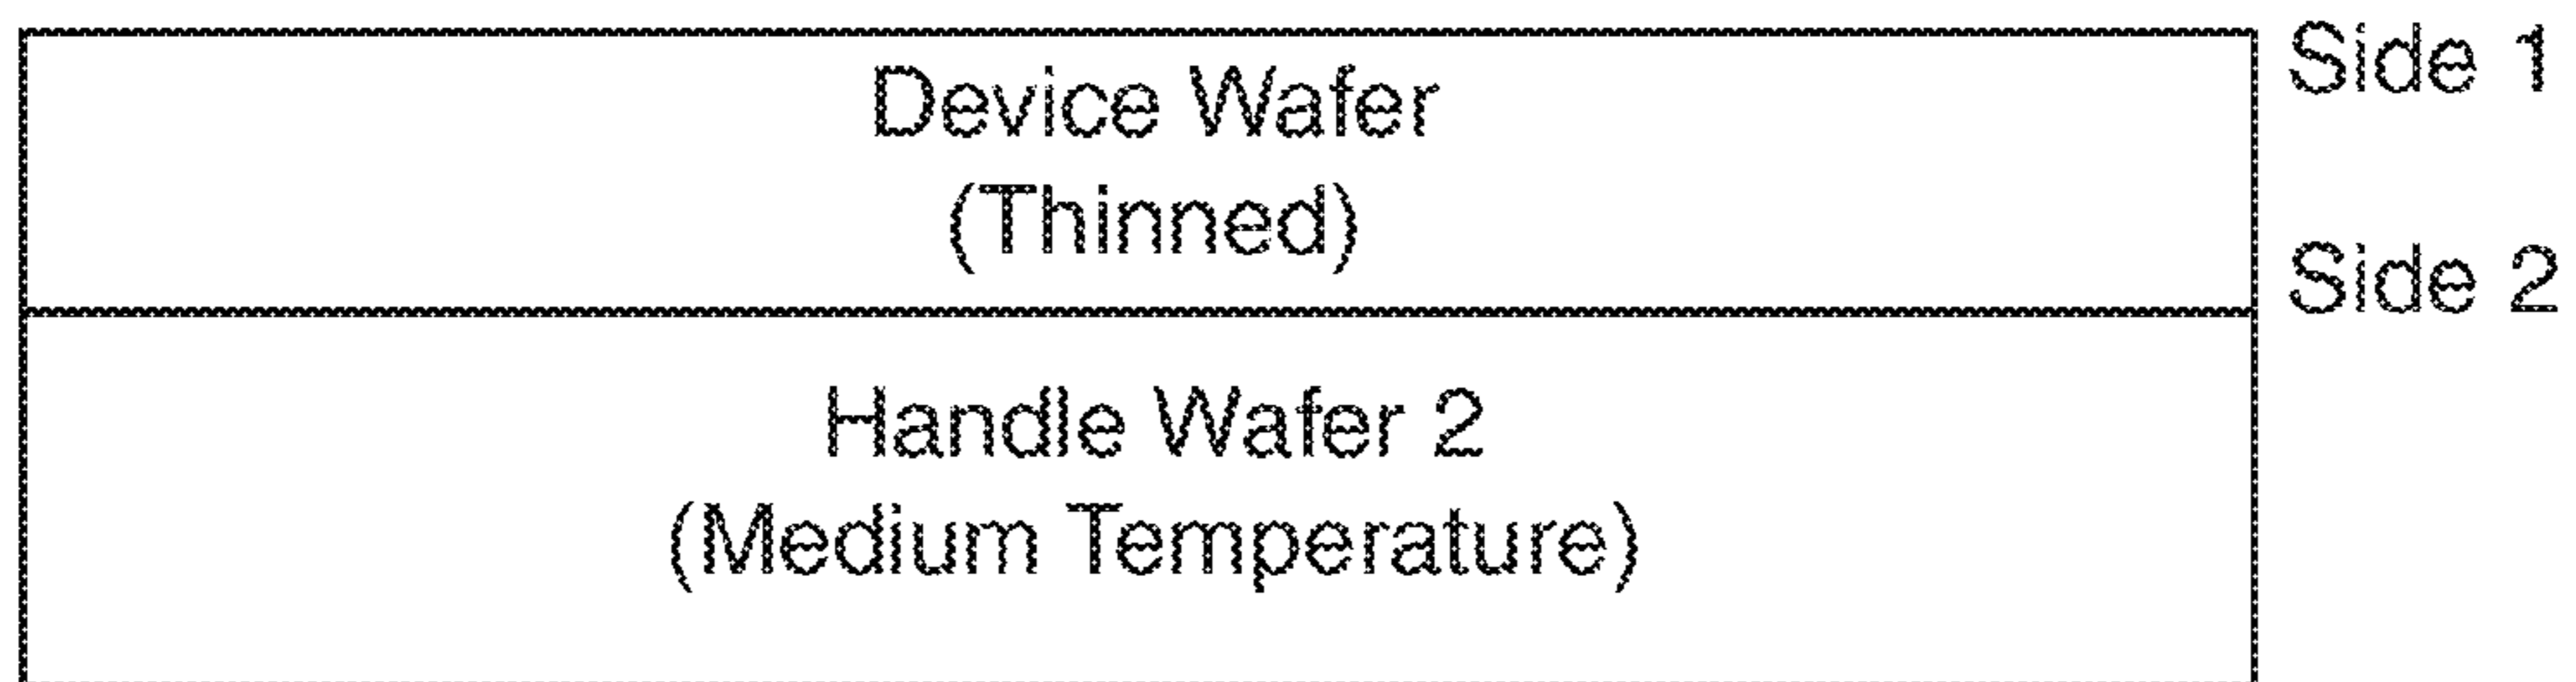 Device Wafer
(Thinned)
Side 1
Side 2
Handle Wafer 2
(Medium Temperature)